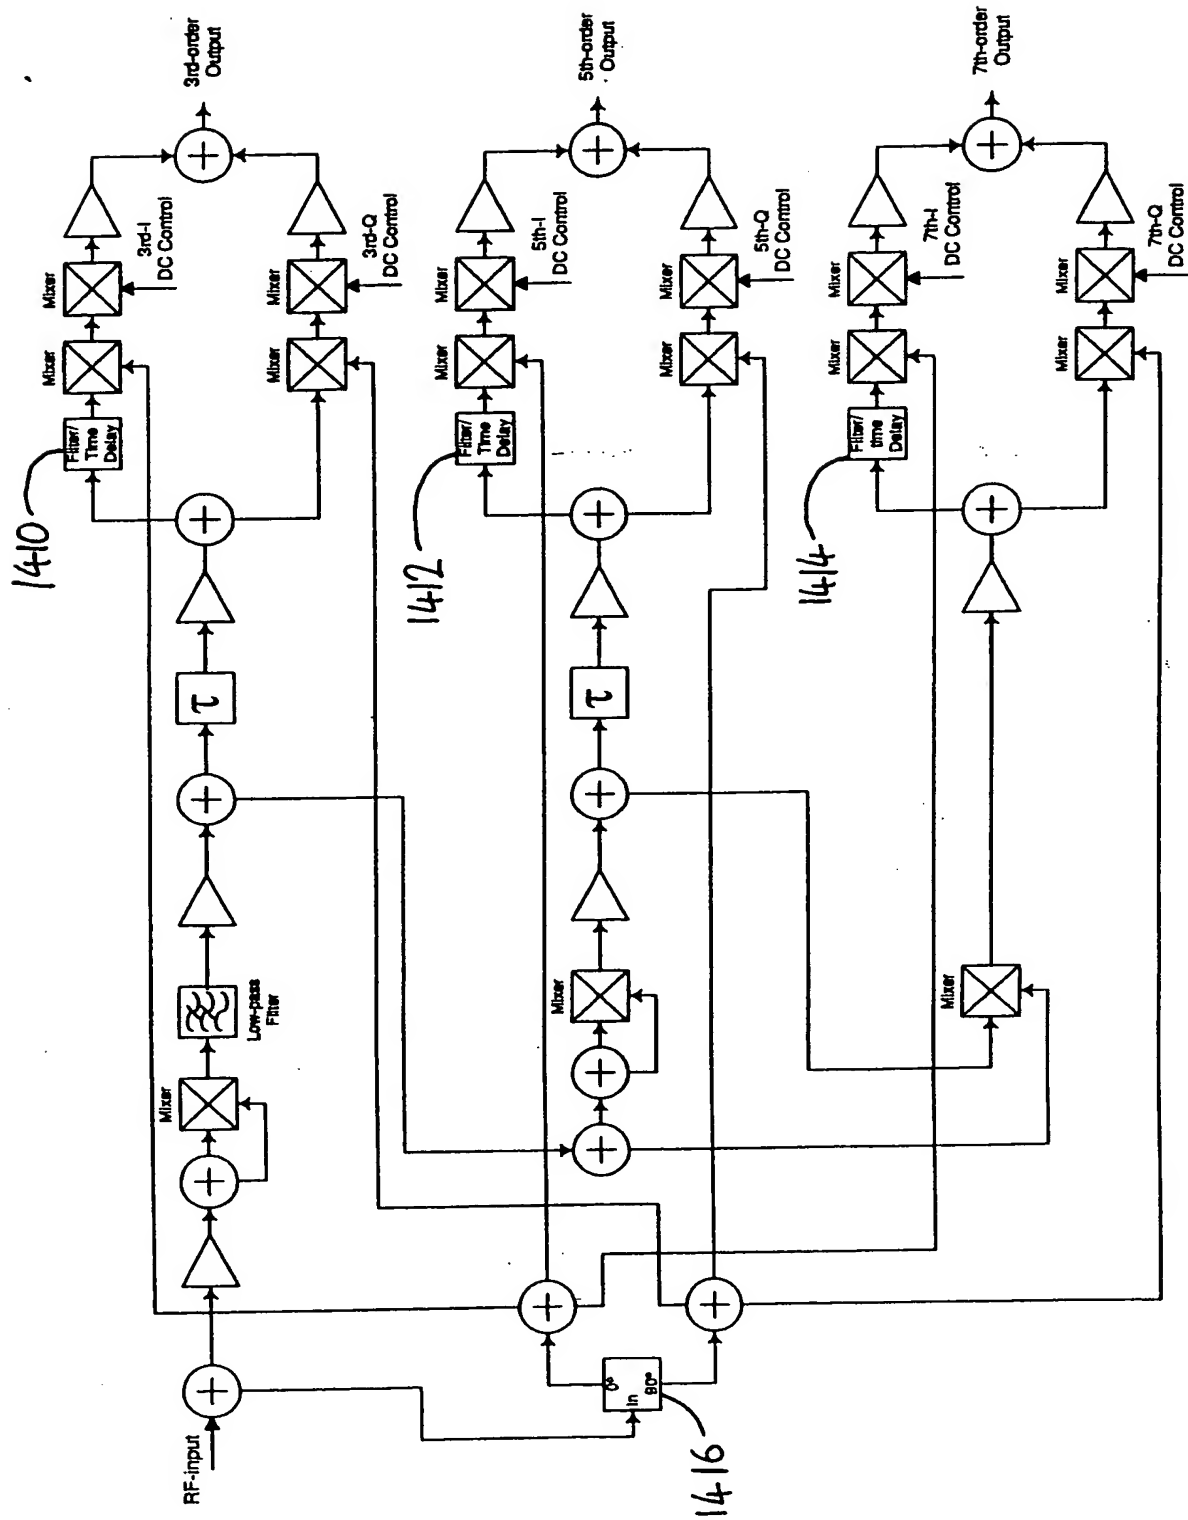 3rd-order
Output
5th-order
Output
7th-order
Output
3rd-I
DC Control
3rd-Q
DC Control
5th-I
DC Control
5th-Q
DC Control
7th-I
DC Control
7th-Q
DC Control
Mixer
Mixer
Mixer
Mixer
Mixer
Mixer
Mixer
Mixer
Mixer
Mixer
Mixer
Mixer
Filter/
Time
Delay
Filter/
Time
Delay
Filter/
time
Delay
1410
1412
1414
τ
τ
Low-pass
Filter
Mixer
Mixer
Mixer
0°
In
90°
1416
RF-input